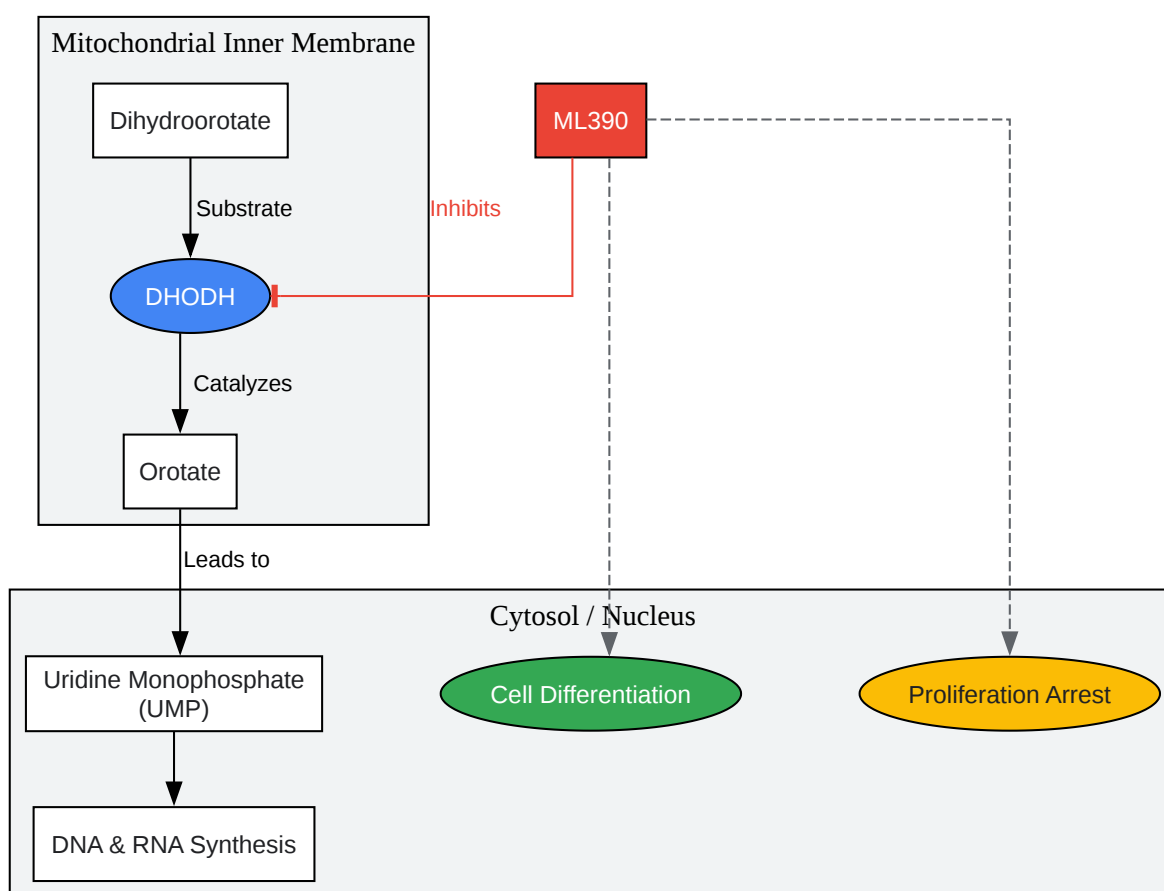 Mitochondrial Inner Membrane
Dihydroorotate
ML390
Substrate
Inhibits
DHODH
Catalyzes
Orotate
Leads to
Cytosol / Nucleus
Uridine Monophosphate
(UMP)
Cell Differentiation
Proliferation Arrest
DNA & RNA Synthesis